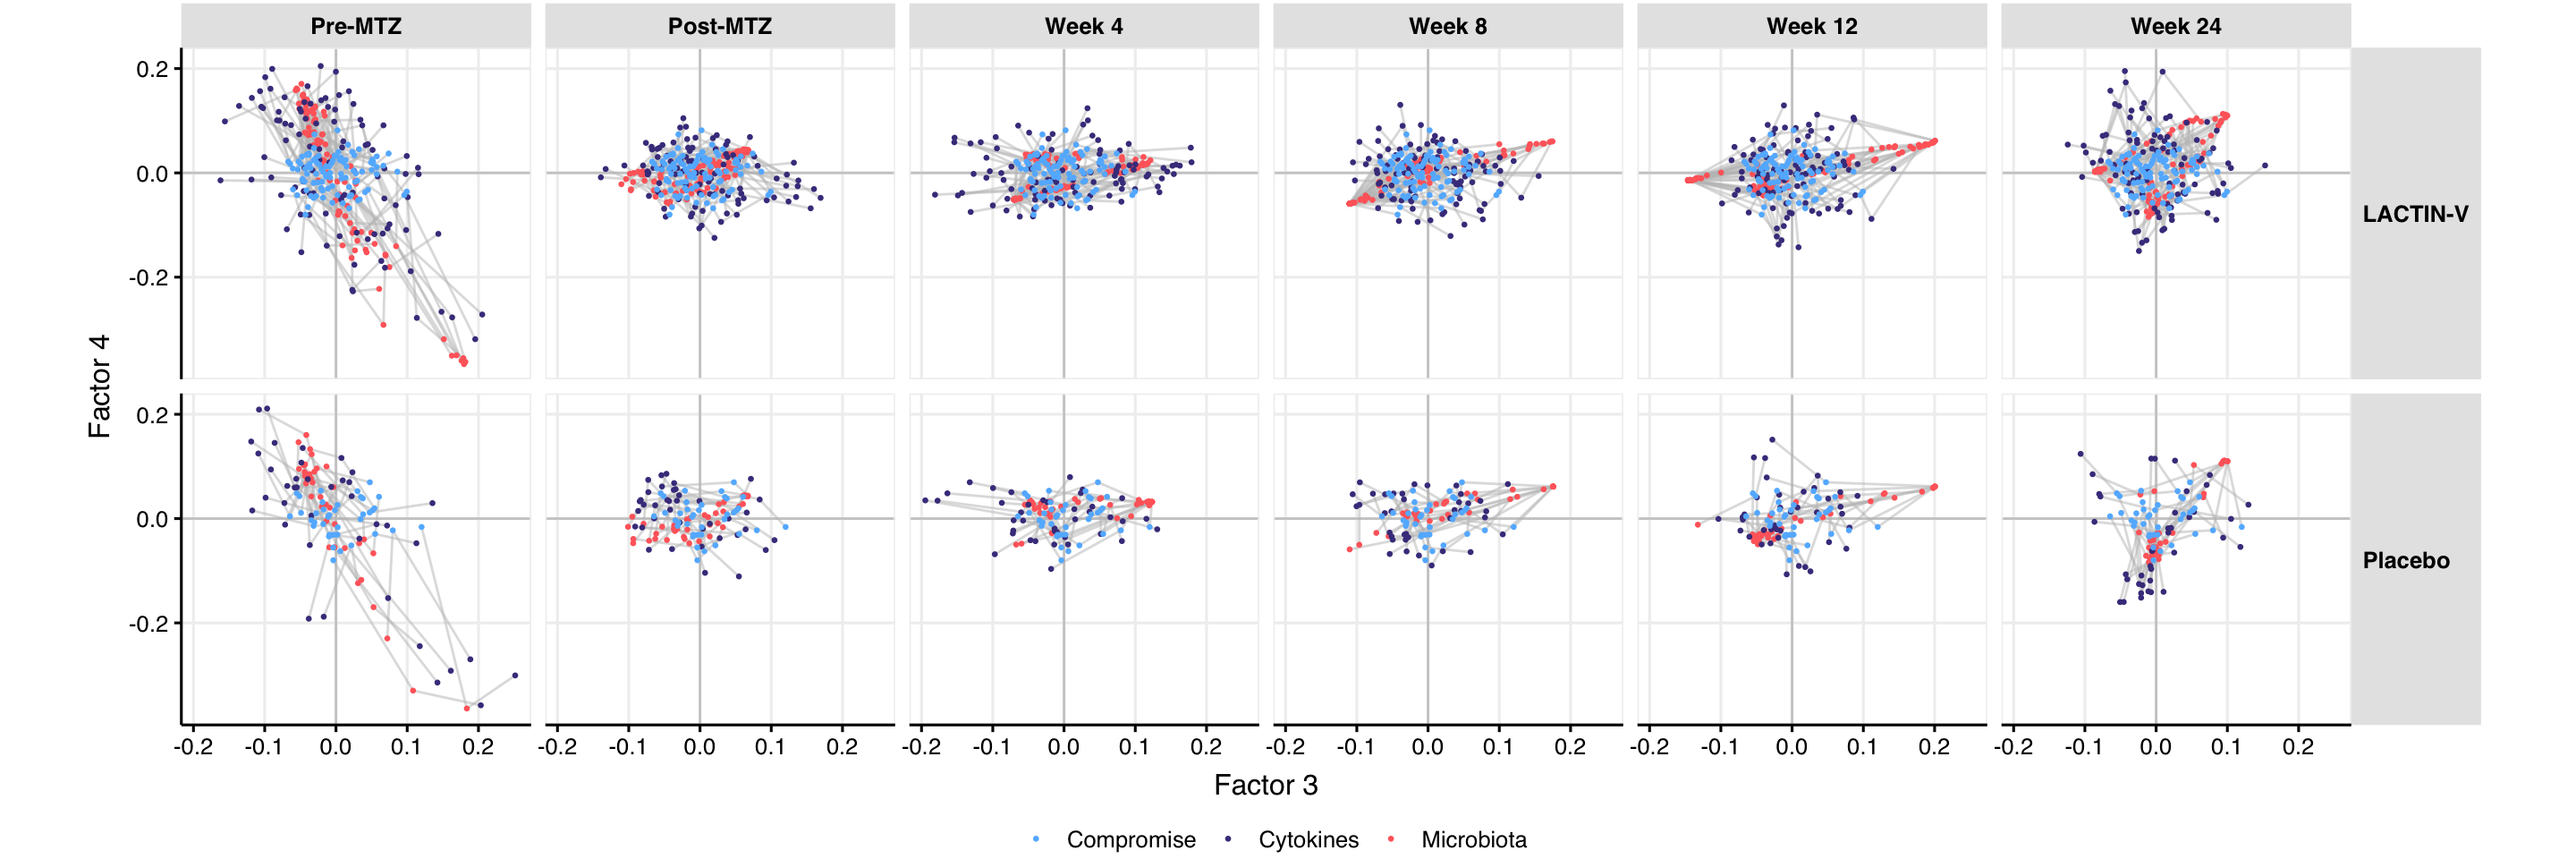 Pre-MTZ Post-MTZ Week 4 Week 8 Week 12 Week 24
0.2
0.0
-0.2
LACTIN-V
Factor 4
0.2
0.0
-0.2
Placebo
-0.2 -0.1 0.0 0.1 0.2 -0.2 -0.1 0.0 0.1 0.2 -0.2 -0.1 0.0 0.1 0.2 -0.2 -0.1 0.0 0.1 0.2 -0.2 -0.1 0.0 0.1 0.2 -0.2 -0.1 0.0 0.1 0.2
Factor 3
Compromise Cytokines Microbiota